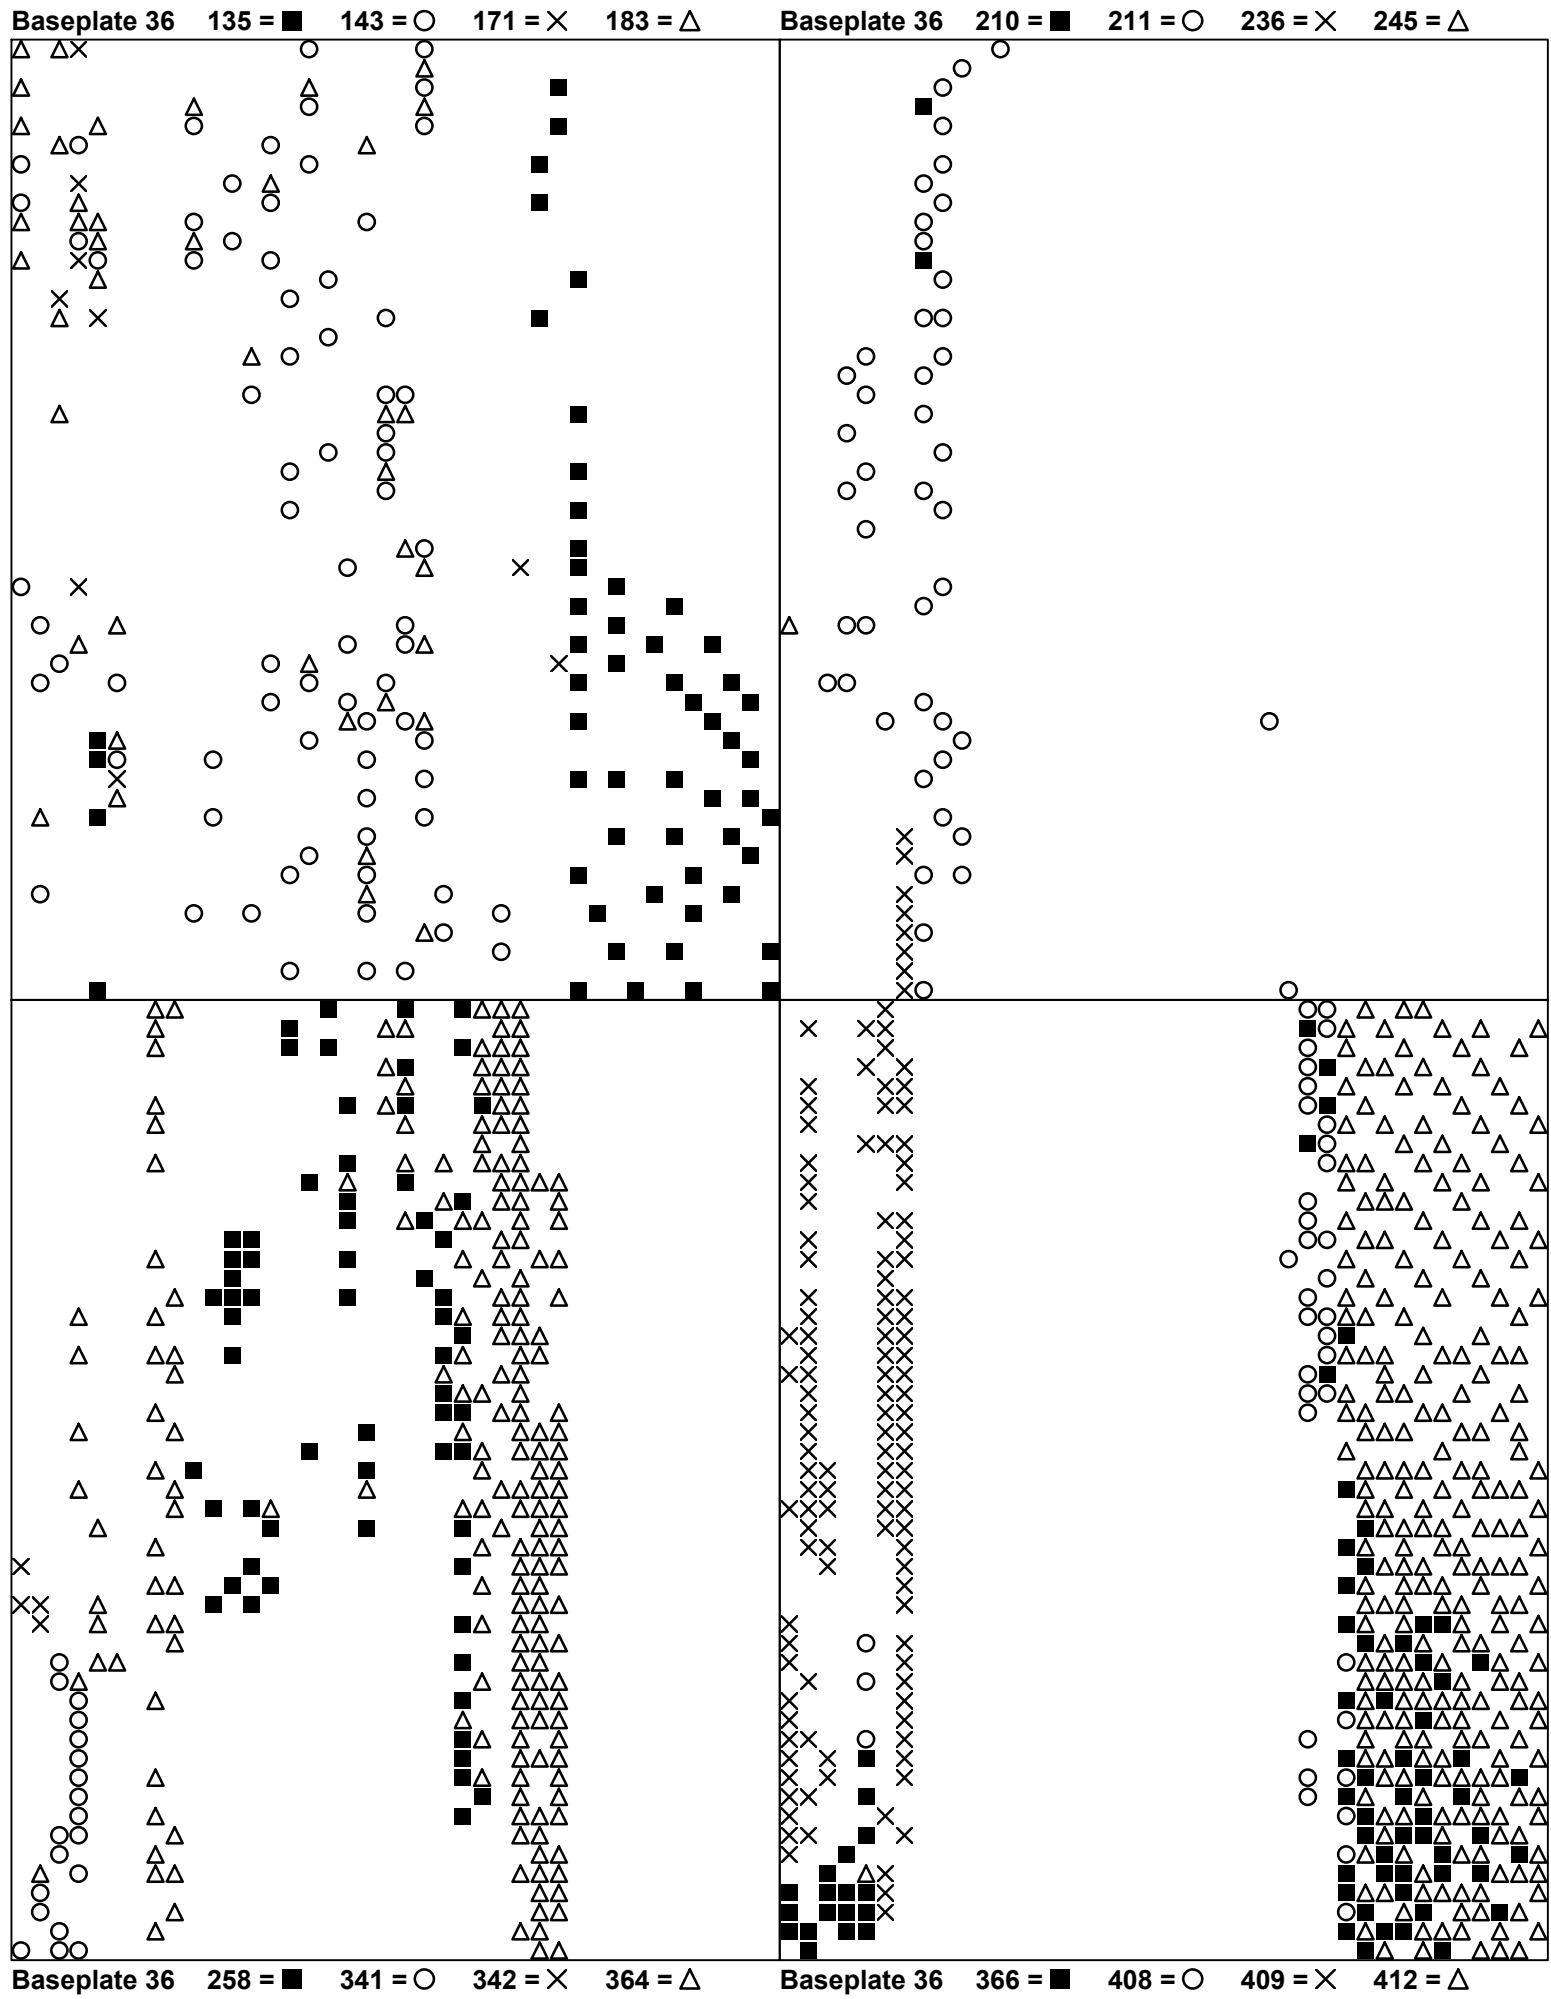 Baseplate 36 135 = ■ 143 = ○ 171 = × 183 = △ Baseplate 36 210 = ■ 211 = ○ 236 = × 245 = △
Baseplate 36 258 = ■ 341 = ○ 342 = × 364 = △ Baseplate 36 366 = ■ 408 = ○ 409 = × 412 = △